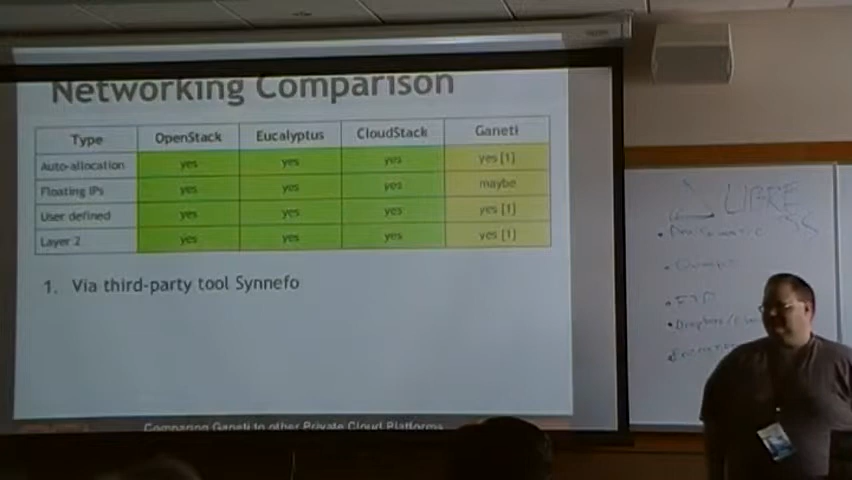 Networking Comparison
Type OpenStack Eucalyptus CloudStack Ganeti
Auto-allocation yes yes yes yes [1]
Floating IPs yes yes yes maybe
User defined yes yes yes yes [1]
Layer 2 yes yes yes yes [1]
1. Via third-party tool Synnefo
Comparing Ganeti to other Private Cloud Platforms
LIBRE